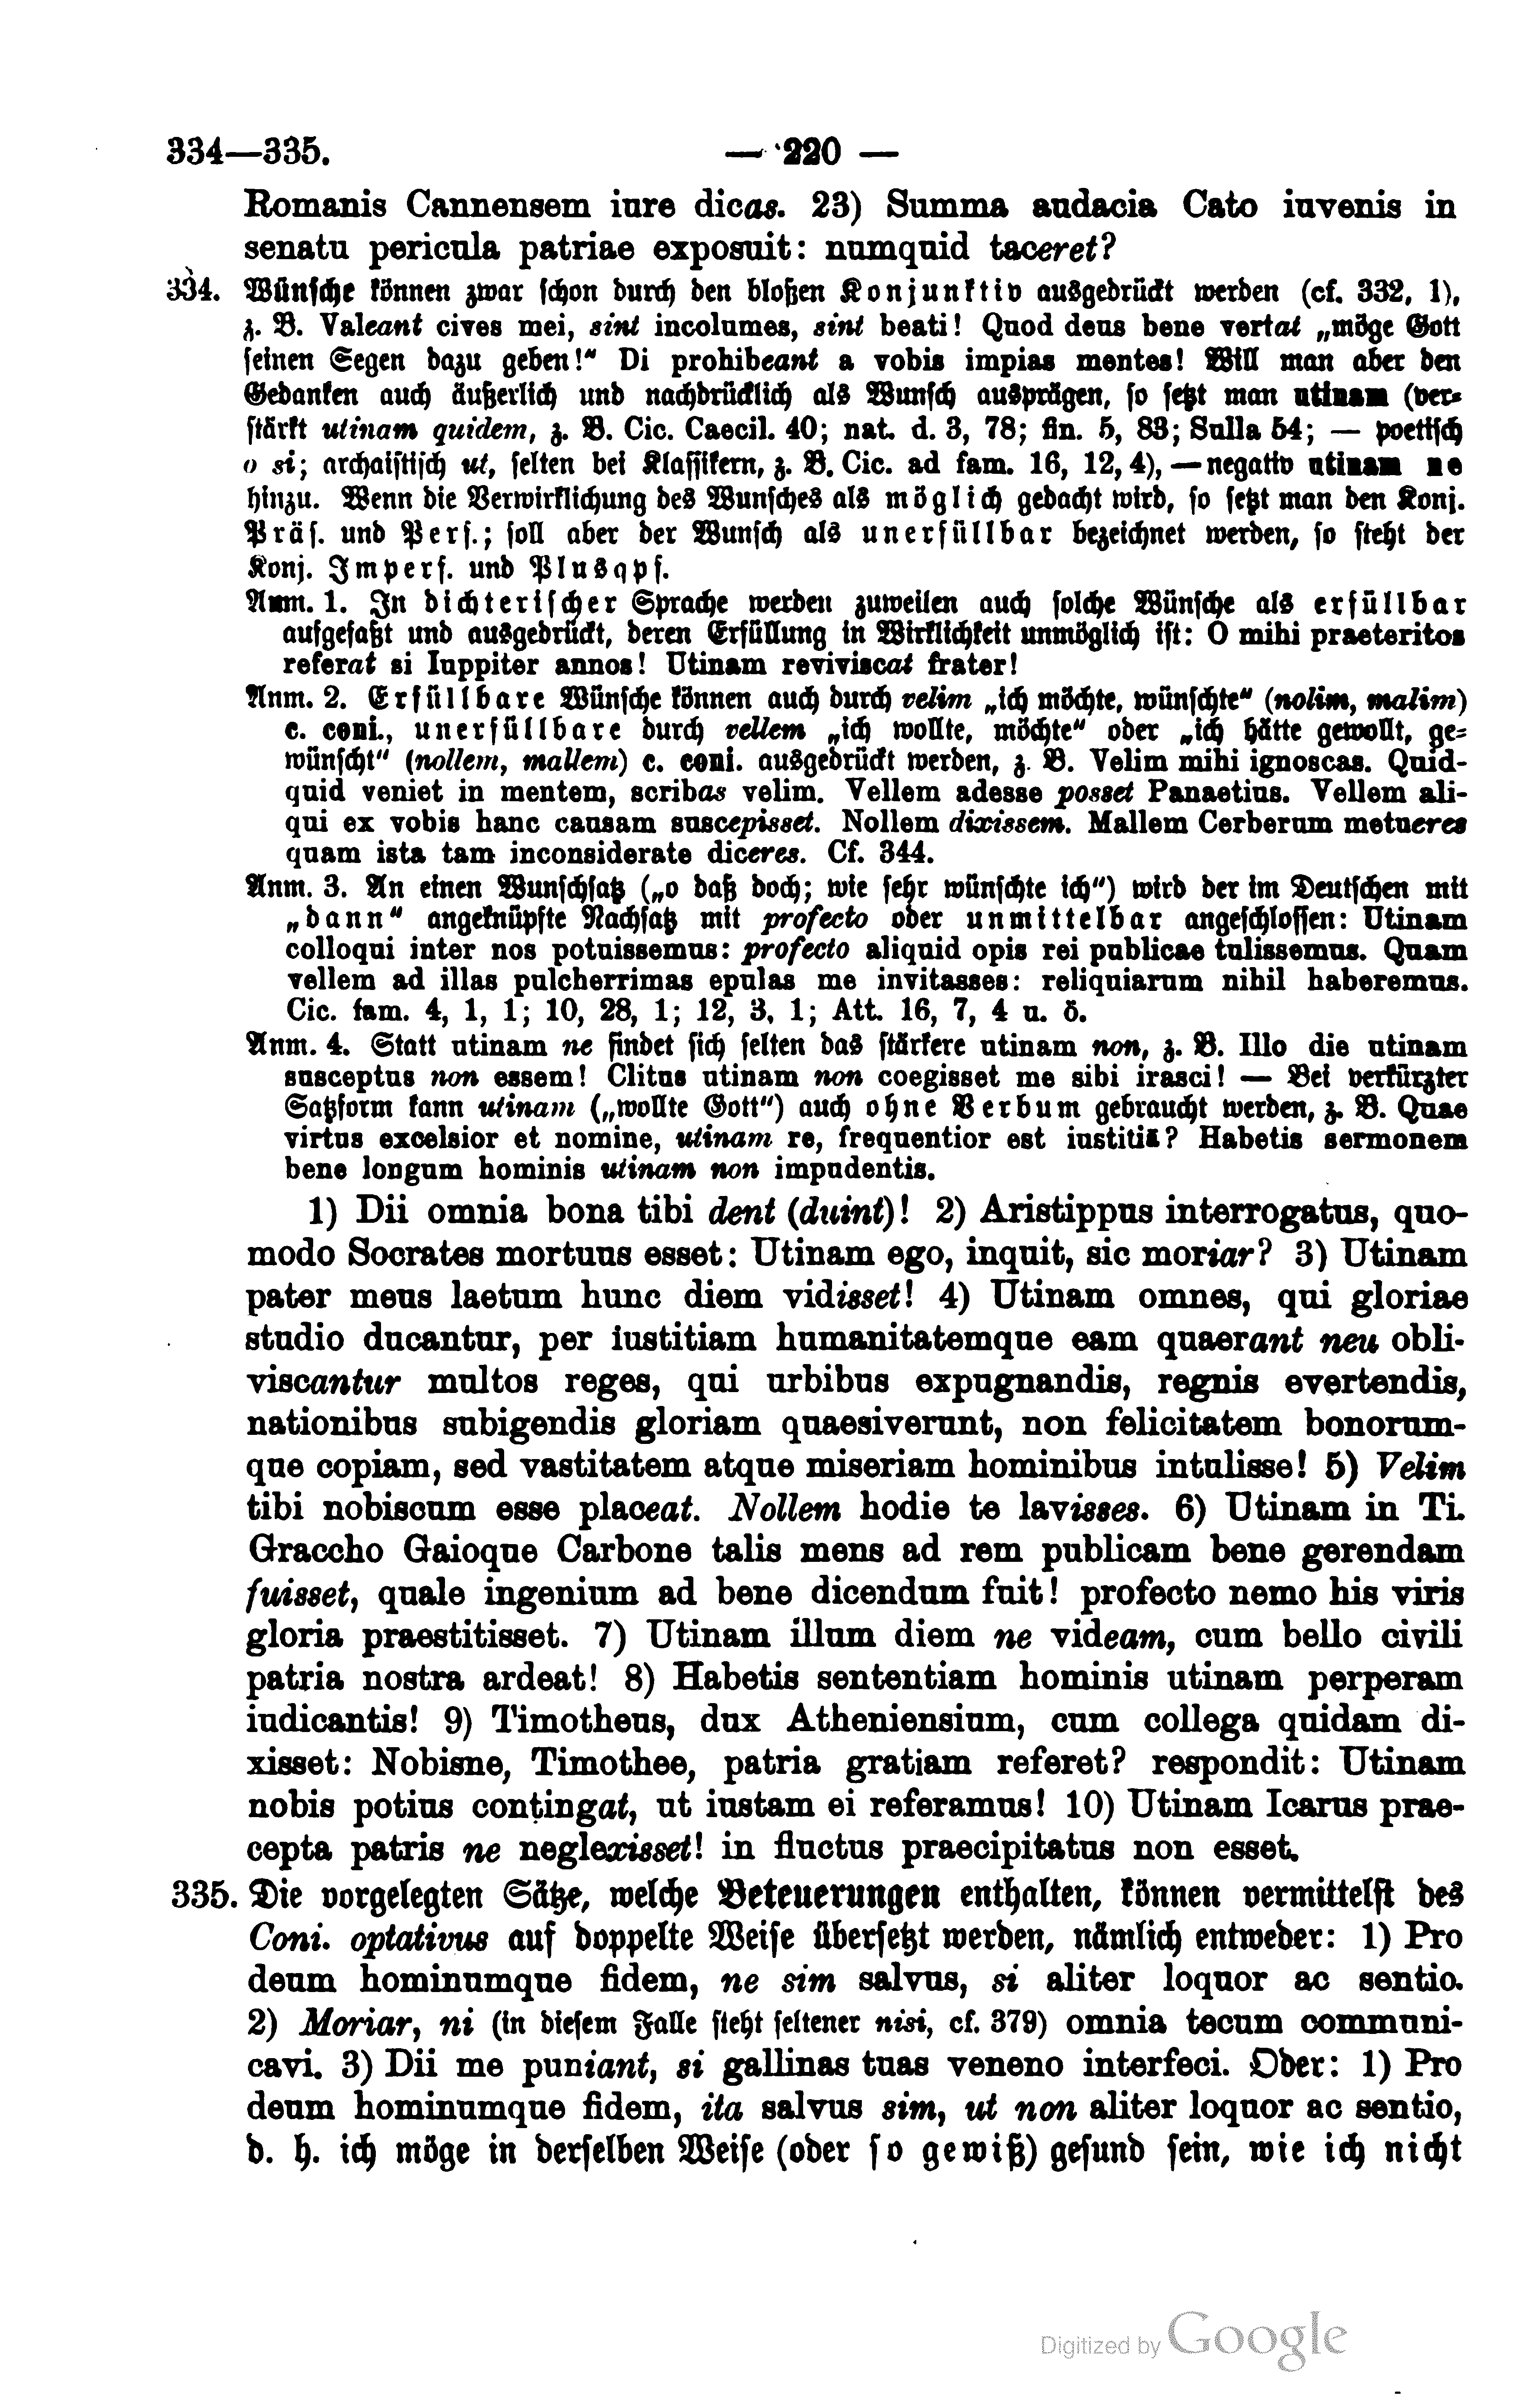 334—335. — 220 —
Romanis Cannensem iure dicas. 23) Summa audacia Cato iuvenis in
senatu pericula patriae exposuit: numquid taceret?
334. Wünsche können zwar schon durch den bloßen Konjunktiv ausgedrückt werden (cf. 332, 1),
z. B. Valeant cives mei, sint incolumes, sint beati! Quod deus bene vertat „möge Gott
seinen Segen dazu geben!" Di prohibeant a vobis impias mentes! Will man aber den
Gedanken auch äußerlich und nachdrücklich als Wunsch ausprägen, so setzt man utinam (ver-
stärkt utinam quidem, z. B. Cic. Caecil. 40; nat. d. 3, 78; fin. 5, 83; Sulla 54; — poetisch
o si; archaistisch ut, selten bei Klassikern, z. B. Cic. ad fam. 16, 12, 4), — negativ utinam ne
hinzu. Wenn die Verwirklichung des Wunsches als möglich gedacht wird, so setzt man den Konj.
Präs. und Perf.; soll aber der Wunsch als unerfüllbar bezeichnet werden, so steht der
Konj. Imperf. und Plusqpf.
Anm. 1. In dichterischer Sprache werden zuweilen auch solche Wünsche als erfüllbar
aufgefaßt und ausgedrückt, deren Erfüllung in Wirklichkeit unmöglich ist: O mihi praeteritos
referat si Iuppiter annos! Utinam reviviscat frater!
Anm. 2. Erfüllbare Wünsche können auch durch velim „ich möchte, wünschte" (nolim, malim)
c. coni., unerfüllbare durch vellem „ich wollte, möchte" oder „ich hätte gewollt, ge-
wünscht" (nollem, mallem) c. coni. ausgedrückt werden, z. B. Velim mihi ignoscas. Quid-
quid veniet in mentem, scribas velim. Vellem adesse posset Panaetius. Vellem ali-
qui ex vobis hanc causam suscepisset. Nollem dixissem. Mallem Cerberum metueres
quam ista tam inconsiderate diceres. Cf. 344.
Anm. 3. An einen Wunschsatz („o daß doch; wie sehr wünschte ich") wird der im Deutschen mit
„dann" angeknüpfte Nachsatz mit profecto oder unmittelbar angeschlossen: Utinam
colloqui inter nos potuissemus: profecto aliquid opis rei publicae tulissemus. Quam
vellem ad illas pulcherrimas epulas me invitasses: reliquiarum nihil haberemus.
Cic. fam. 4, 1, 1; 10, 28, 1; 12, 3, 1; Att. 16, 7, 4 u. ö.
Anm. 4. Statt utinam ne findet sich selten das stärkere utinam non, z. B. Illo die utinam
susceptus non essem! Clitus utinam non coegisset me sibi irasci! — Bei verkürzter
Satzform kann utinam („wollte Gott") auch ohne Verbum gebraucht werden, z. B. Quae
virtus excelsior et nomine, utinam re, frequentior est iustitia? Habetis sermonem
bene longum hominis utinam non impudentis.
1) Dii omnia bona tibi dent (duint)! 2) Aristippus interrogatus, quo-
modo Socrates mortuus esset: Utinam ego, inquit, sic moriar? 3) Utinam
pater meus laetum hunc diem vidisset! 4) Utinam omnes, qui gloriae
studio ducantur, per iustitiam humanitatemque eam quaerant neu obli-
viscantur multos reges, qui urbibus expugnandis, regnis evertendis,
nationibus subigendis gloriam quaesiverunt, non felicitatem bonorum-
que copiam, sed vastitatem atque miseriam hominibus intulisse! 5) Velim
tibi nobiscum esse placeat. Nollem hodie te lavisses. 6) Utinam in Ti.
Graccho Gaioque Carbone talis mens ad rem publicam bene gerendam
fuisset, quale ingenium ad bene dicendum fuit! profecto nemo his viris
gloria praestitisset. 7) Utinam illum diem ne videam, cum bello civili
patria nostra ardeat! 8) Habetis sententiam hominis utinam perperam
iudicantis! 9) Timotheus, dux Atheniensium, cum collega quidam di-
xisset: Nobisne, Timothee, patria gratiam referet? respondit: Utinam
nobis potius contingat, ut iustam ei referamus! 10) Utinam Icarus prae-
cepta patris ne neglexisset! in fluctus praecipitatus non esset.
335. Die vorgelegten Sätze, welche Beteuerungen enthalten, können vermittelst des
Coni. optativus auf doppelte Weise übersetzt werden, nämlich entweder: 1) Pro
deum hominumque fidem, ne sim salvus, si aliter loquor ac sentio.
2) Moriar, ni (in diesem Falle steht seltener nisi, cf. 379) omnia tecum communi-
cavi. 3) Dii me puniant, si gallinas tuas veneno interfeci. Oder: 1) Pro
deum hominumque fidem, ita salvus sim, ut non aliter loquor ac sentio,
d. h. ich möge in derselben Weise (oder so gewiß) gesund sein, wie ich nicht
Digitized by Google